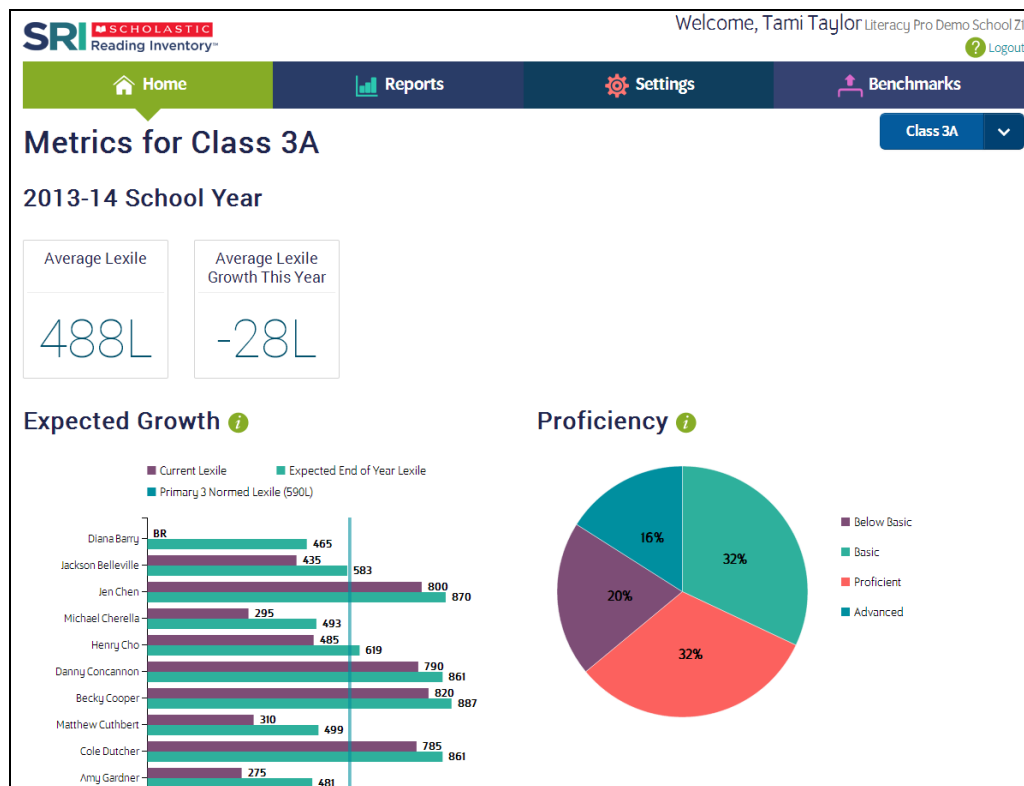 SRI SCHOLASTIC
Reading Inventory™
Welcome, Tami Taylor Literacy Pro Demo School Z1
? Logout
Home
Reports
Settings
Benchmarks
Metrics for Class 3A
Class 3A
2013-14 School Year
Average Lexile
488L
Average Lexile
Growth This Year
-28L
Expected Growth i
Current Lexile
Expected End of Year Lexile
Primary 3 Normed Lexile (590L)
Diana Barry
BR
465
Jackson Belleville
435
583
Jen Chen
800
870
Michael Cherella
295
493
Henry Cho
485
619
Danny Concannon
790
861
Becky Cooper
820
887
Matthew Cuthbert
310
499
Cole Dutcher
785
861
Amy Gardner
275
481
Proficiency i
16%
32%
20%
32%
Below Basic
Basic
Proficient
Advanced